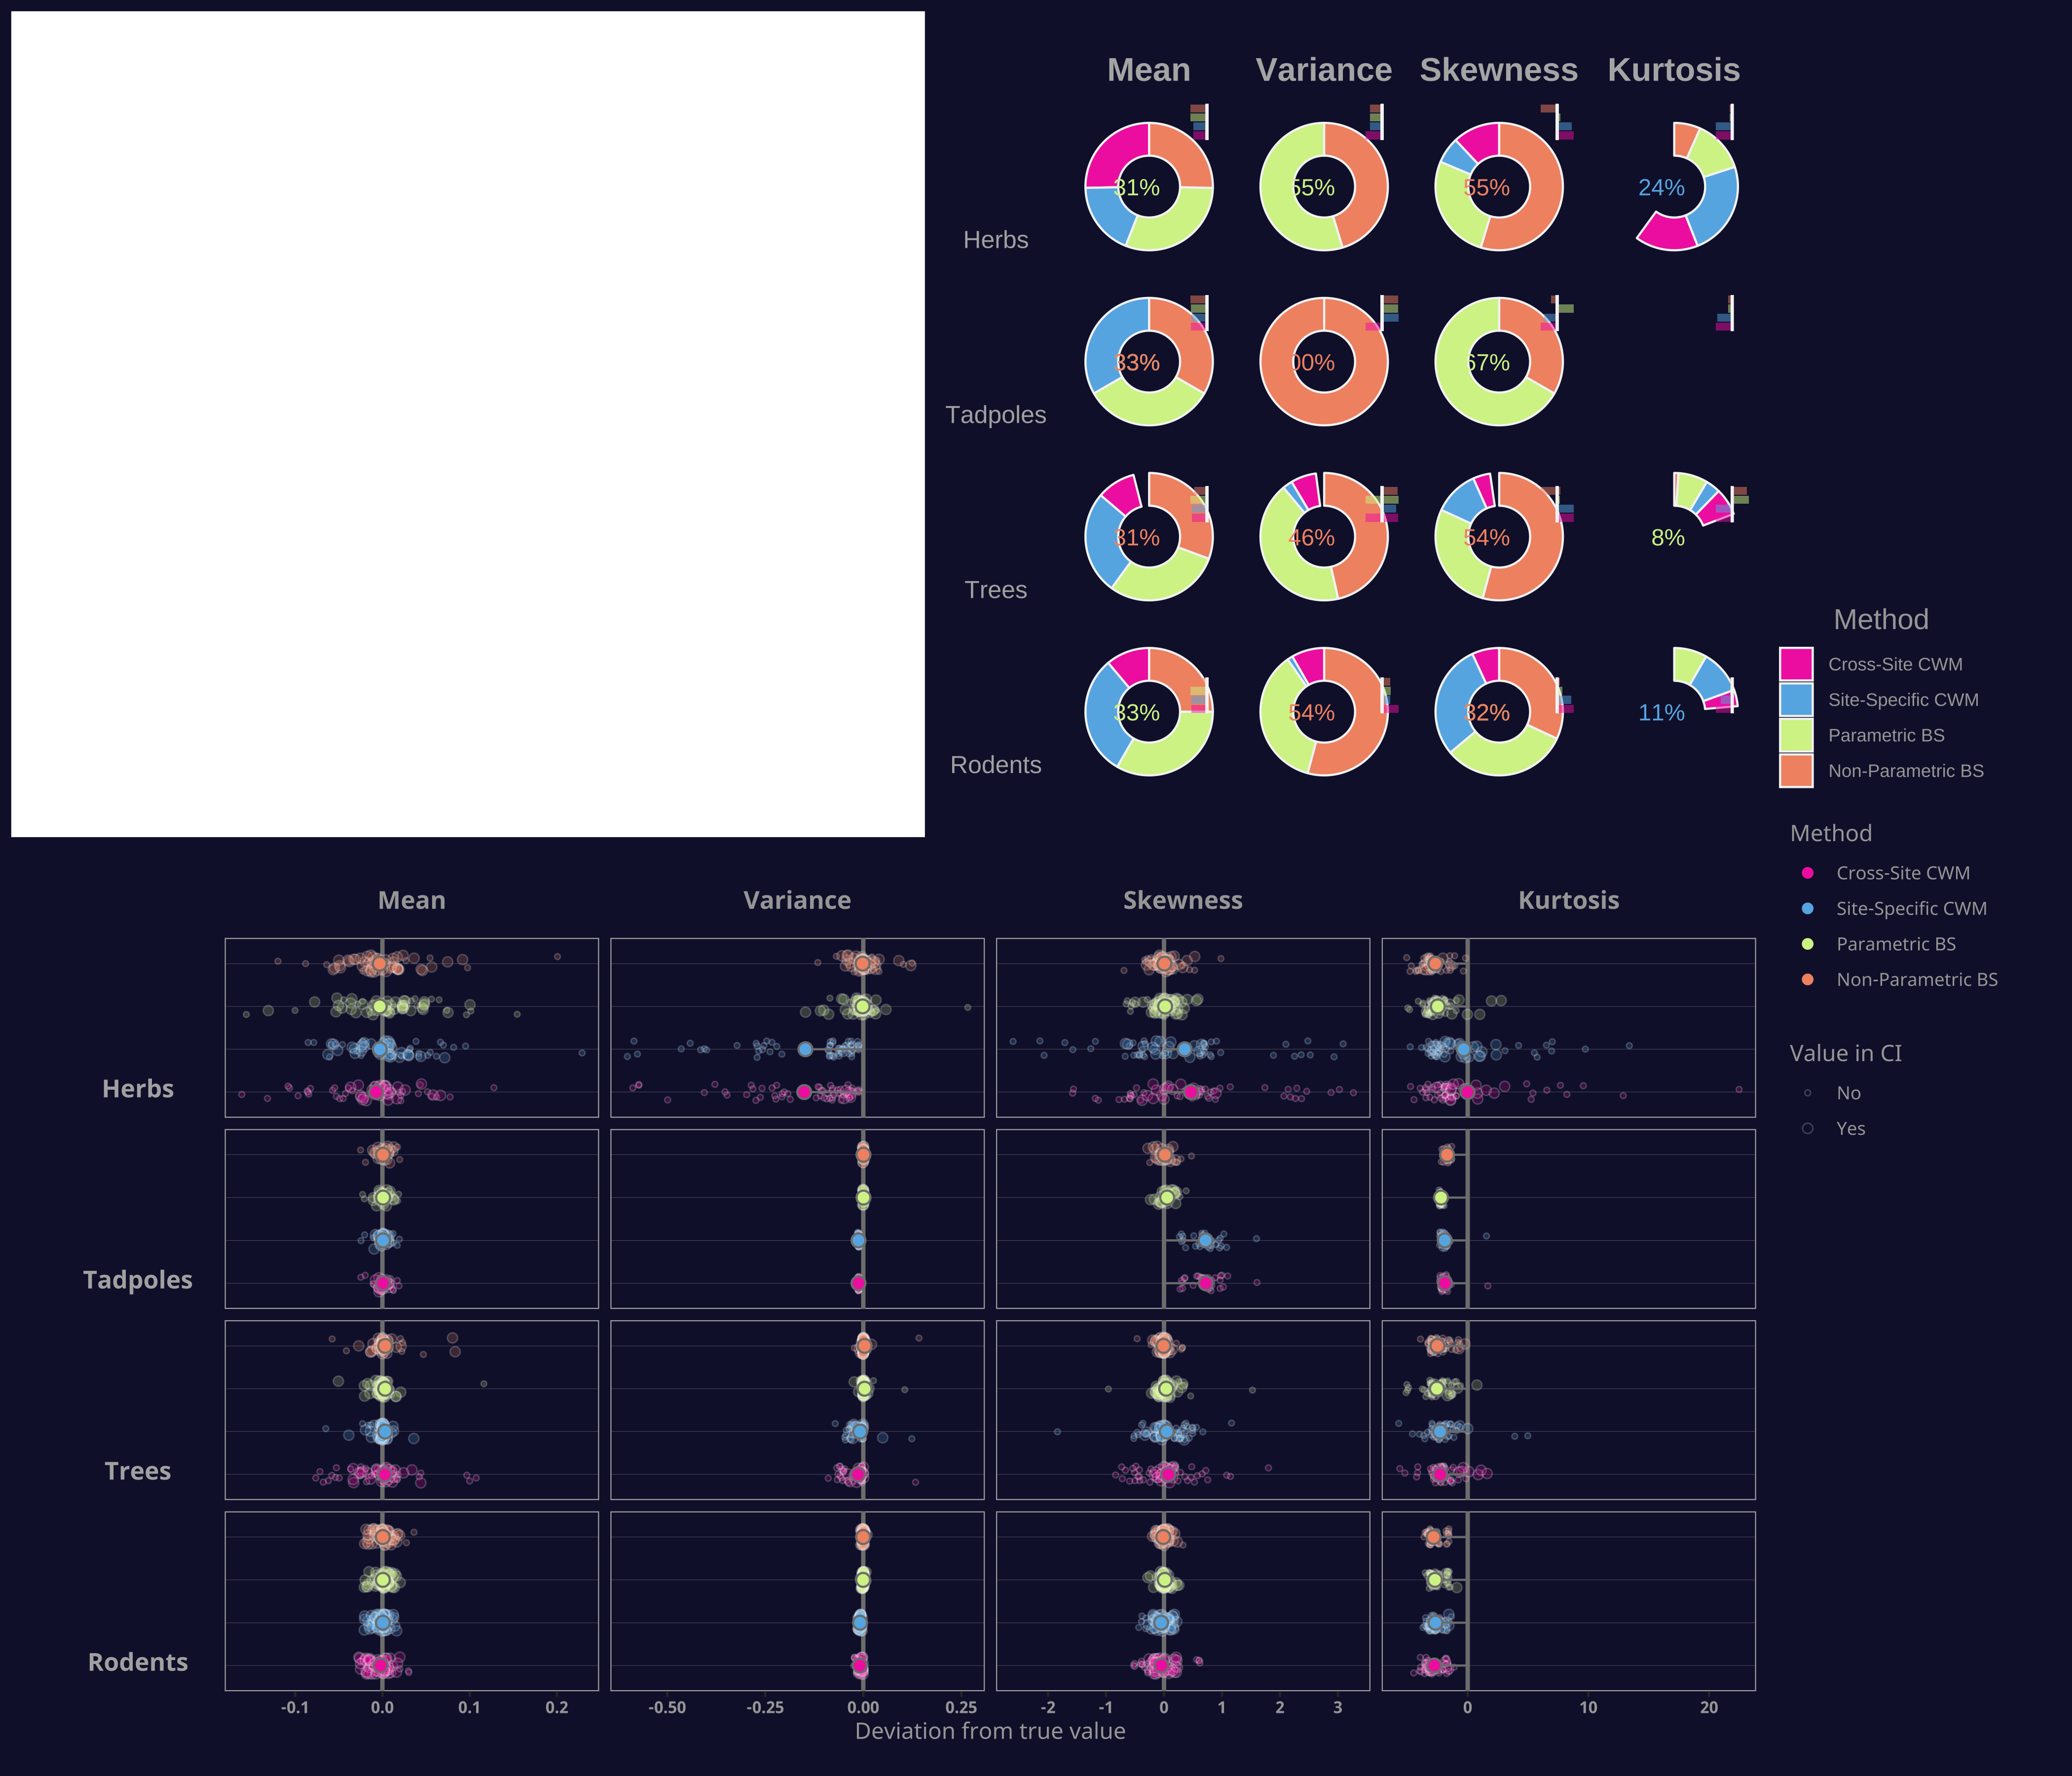 Mean Variance Skewness Kurtosis
31% 55% 55% 24%
Herbs
33% 00% 67%
Tadpoles
31% 46% 54% 8%
Trees
33% 54% 32% 11%
Rodents
Method
Cross-Site CWM
Site-Specific CWM
Parametric BS
Non-Parametric BS
Method
Cross-Site CWM
Site-Specific CWM
Parametric BS
Non-Parametric BS
Value in CI
No
Yes
Mean Variance Skewness Kurtosis
Herbs
Tadpoles
Trees
Rodents
-0.1 0.0 0.1 0.2 -0.50 -0.25 0.00 0.25 -2 -1 0 1 2 3 0 10 20
Deviation from true value